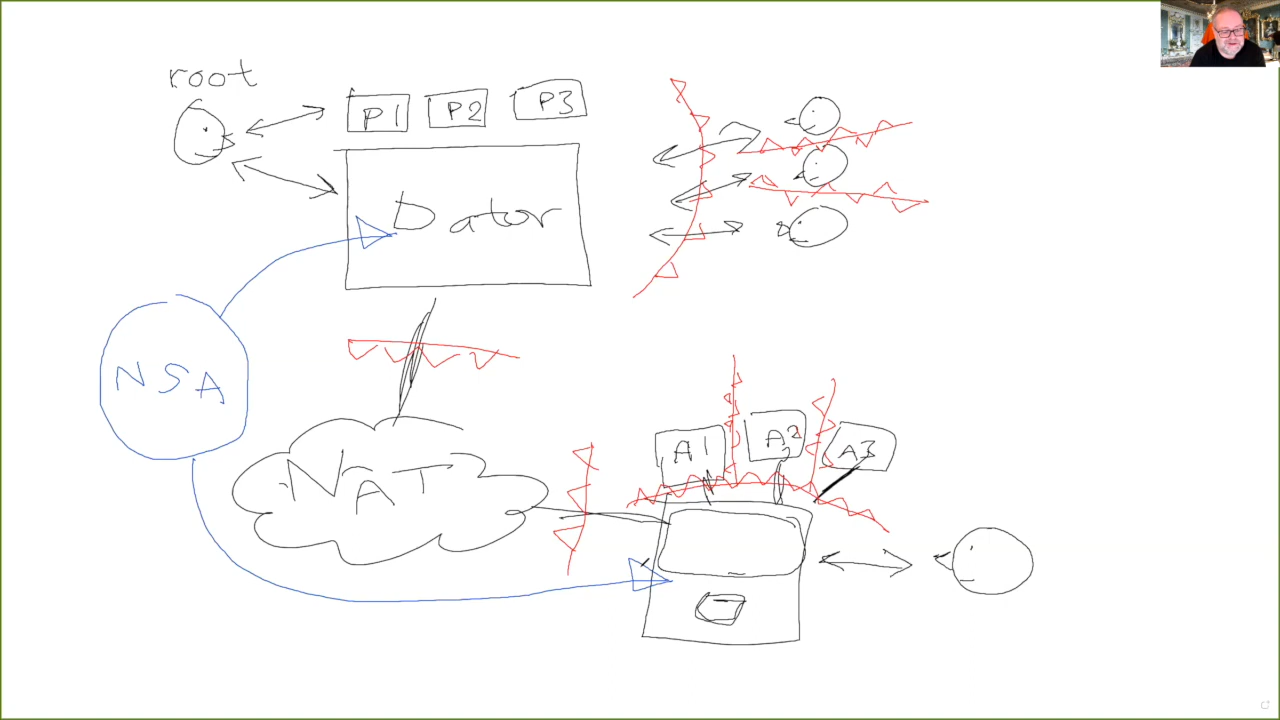 root
P1 P2 P3
Dator
NSA
NAT
A1 A2 A3